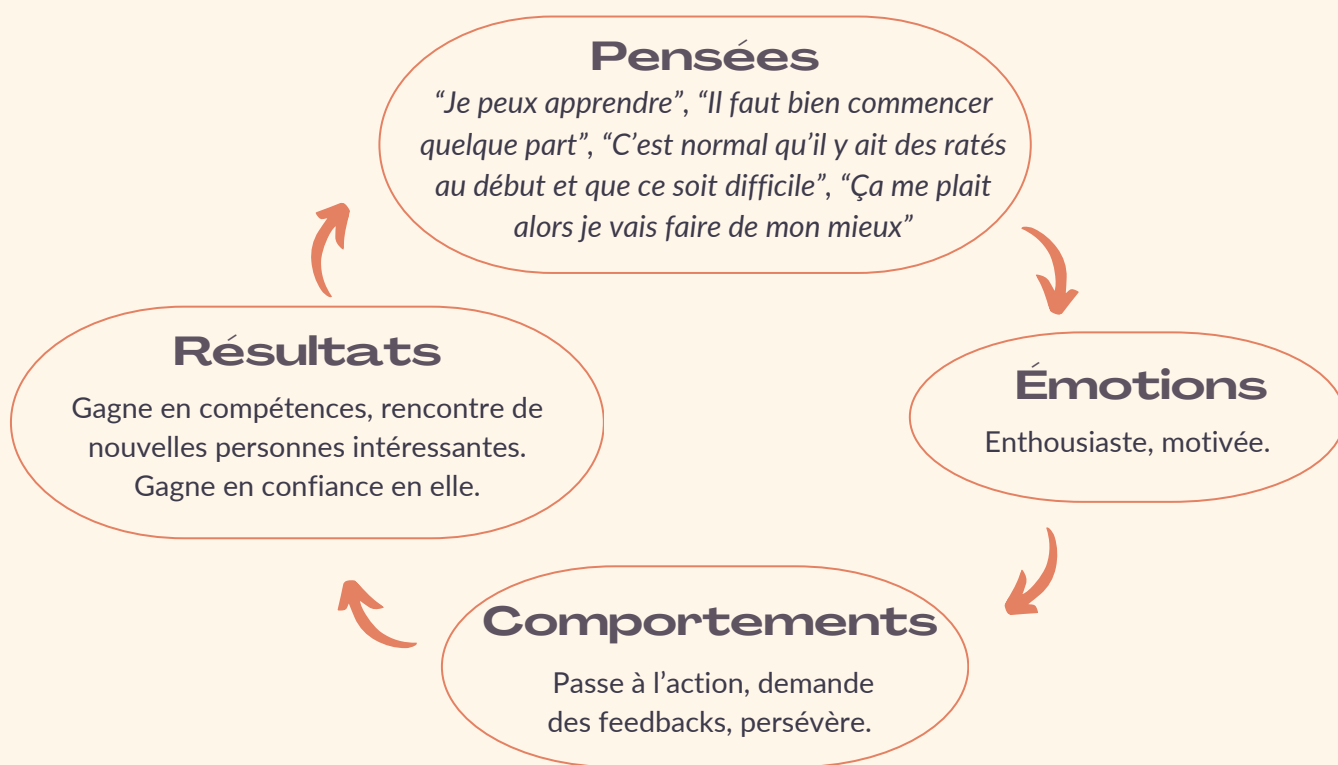 Pensées
“Je peux apprendre”, “Il faut bien commencer
quelque part”, “C’est normal qu’il y ait des ratés
au début et que ce soit difficile”, “Ça me plait
alors je vais faire de mon mieux”
Émotions
Enthousiaste, motivée.
Comportements
Passe à l’action, demande
des feedbacks, persévère.
Résultats
Gagne en compétences, rencontre de
nouvelles personnes intéressantes.
Gagne en confiance en elle.